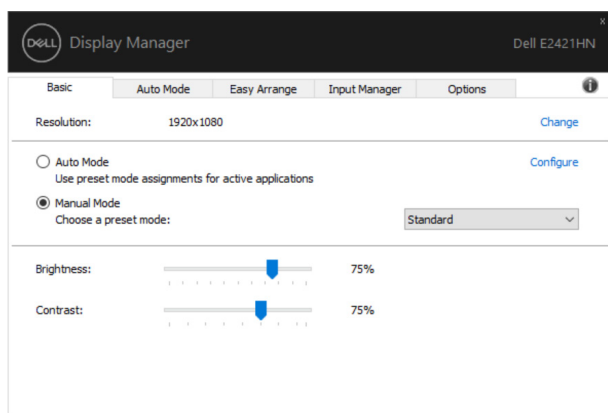 DELL Display Manager
x
Dell E2421HN
Basic Auto Mode Easy Arrange Input Manager Options i
Resolution: 1920x1080 Change
Auto Mode Configure
Use preset mode assignments for active applications
Manual Mode
Choose a preset mode: Standard
Brightness: 75%
Contrast: 75%